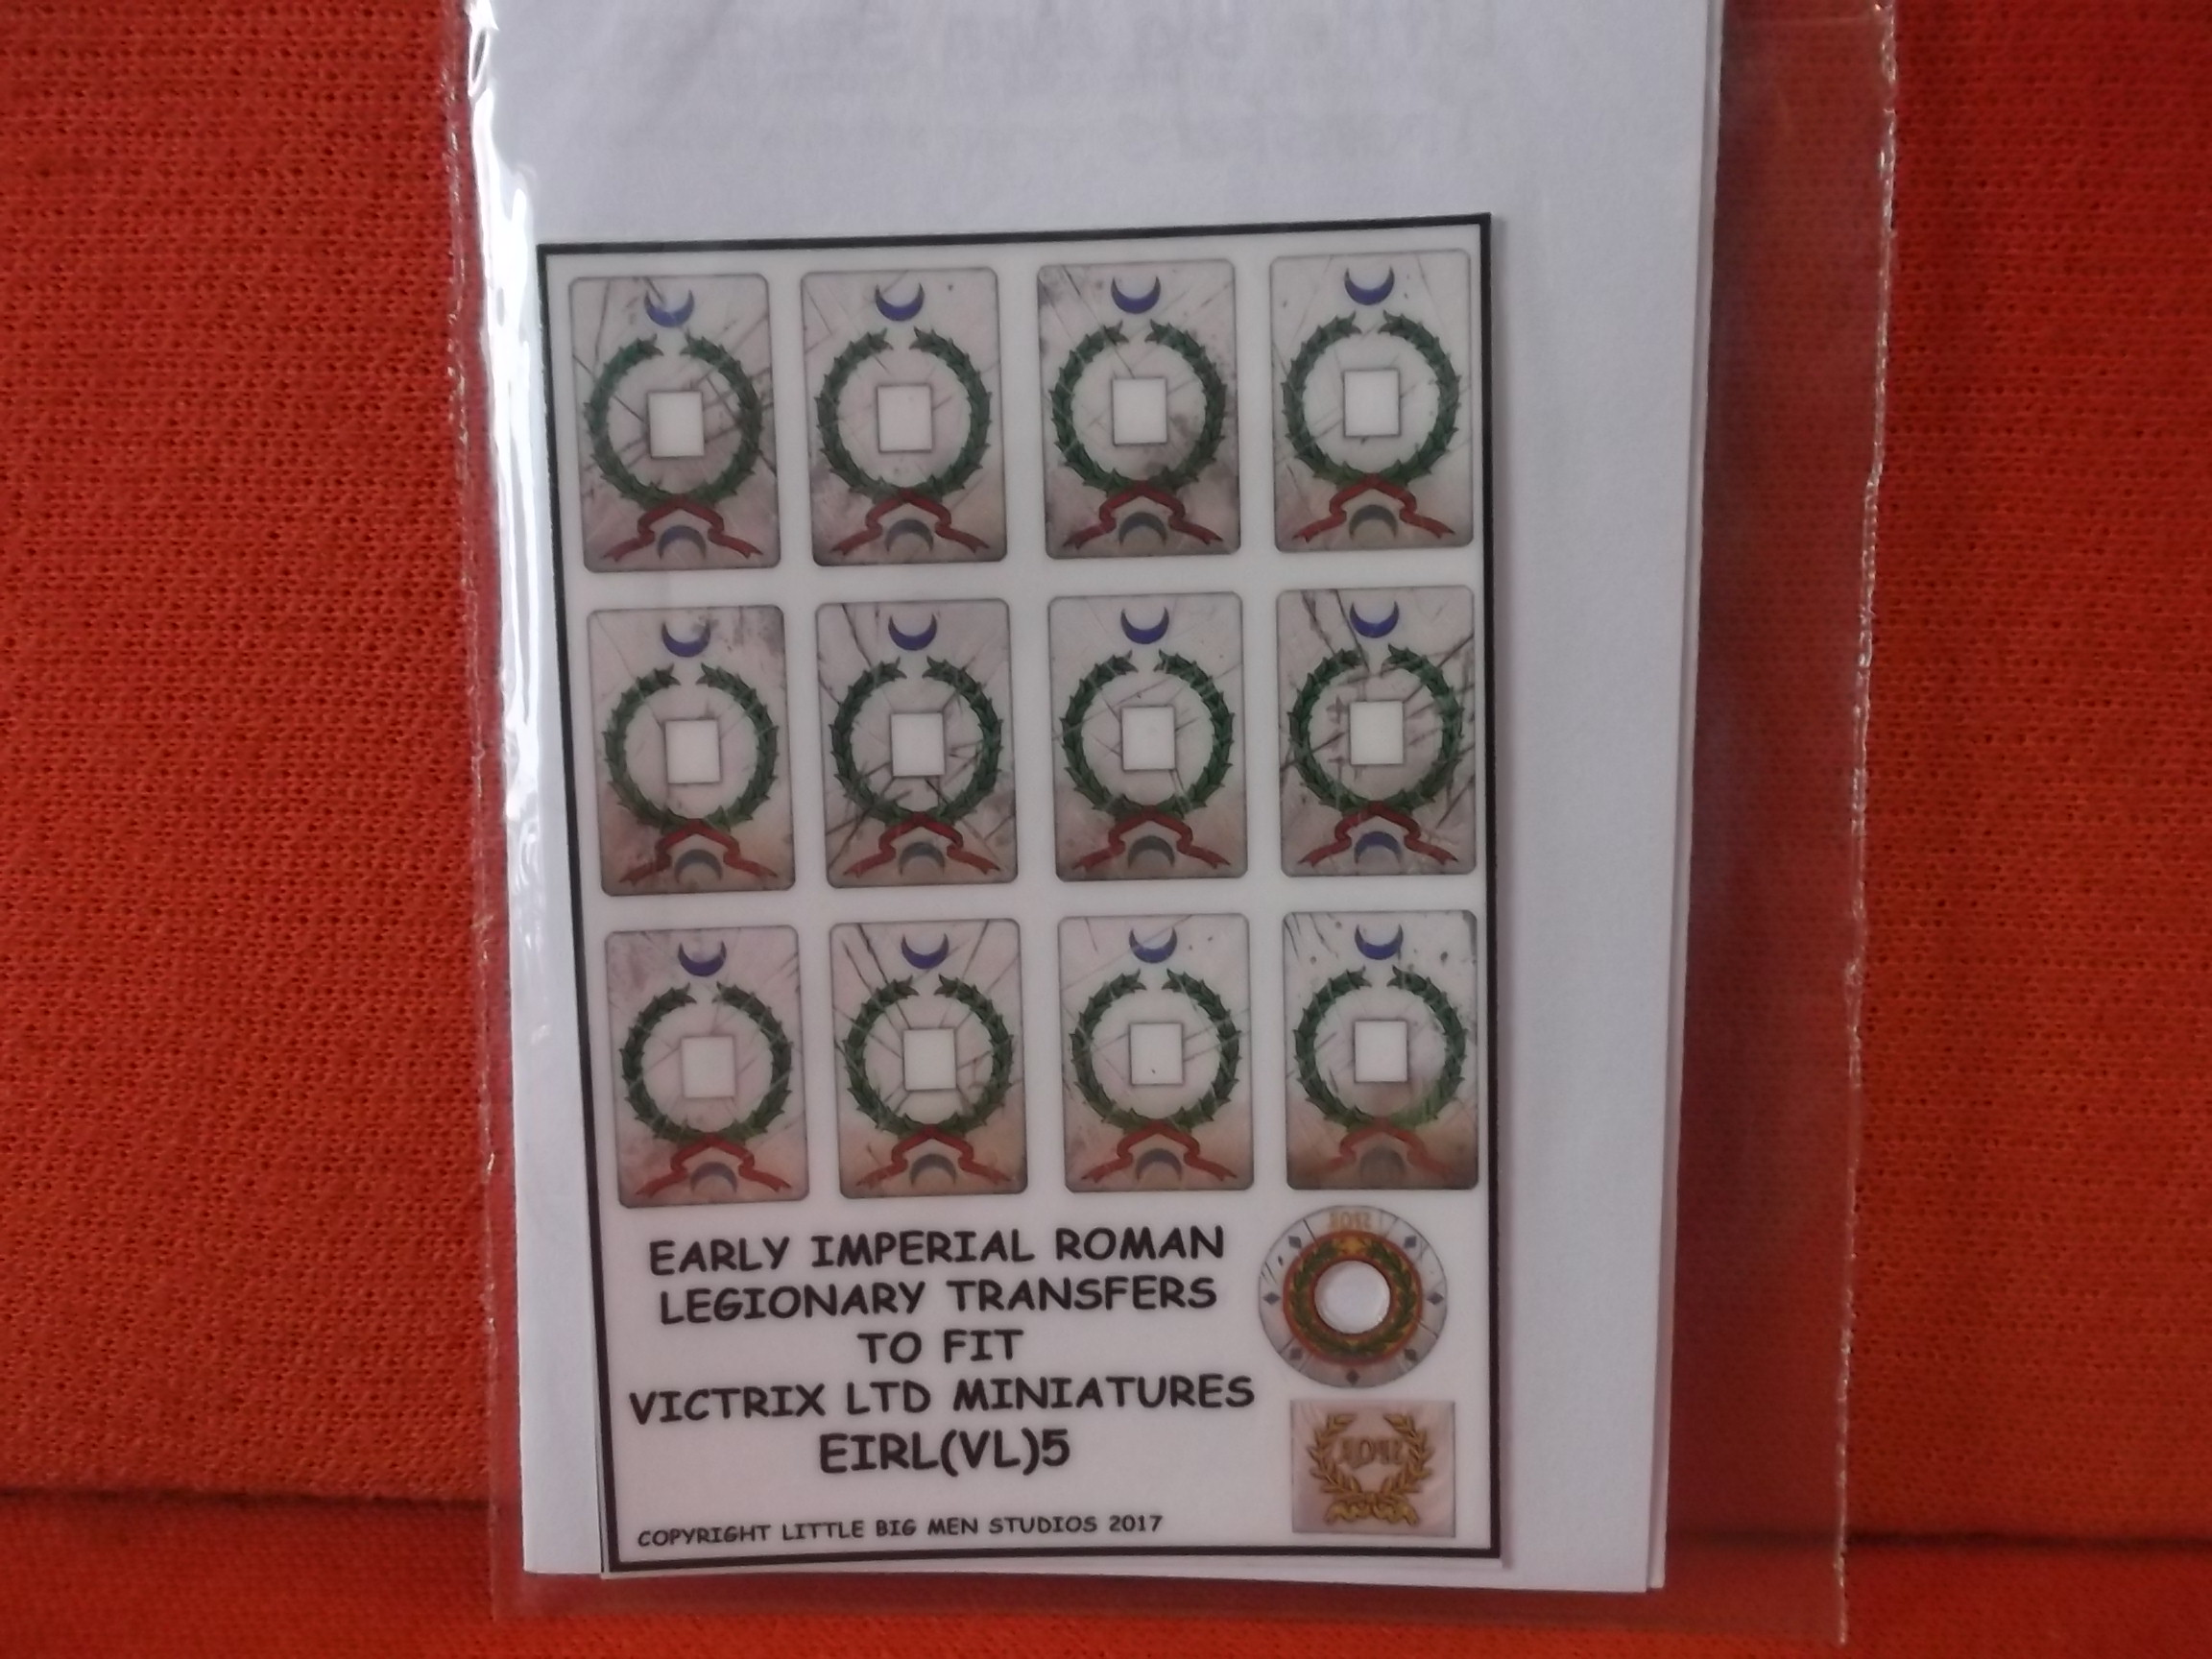 EARLY IMPERIAL ROMAN
LEGIONARY TRANSFERS
TO FIT
VICTRIX LTD MINIATURES
EIRL(VL)5
COPYRIGHT LITTLE BIG MEN STUDIOS 2017